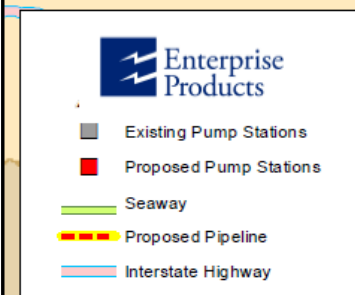 Enterprise
Products
Existing Pump Stations
Proposed Pump Stations
Seaway
Proposed Pipeline
Interstate Highway